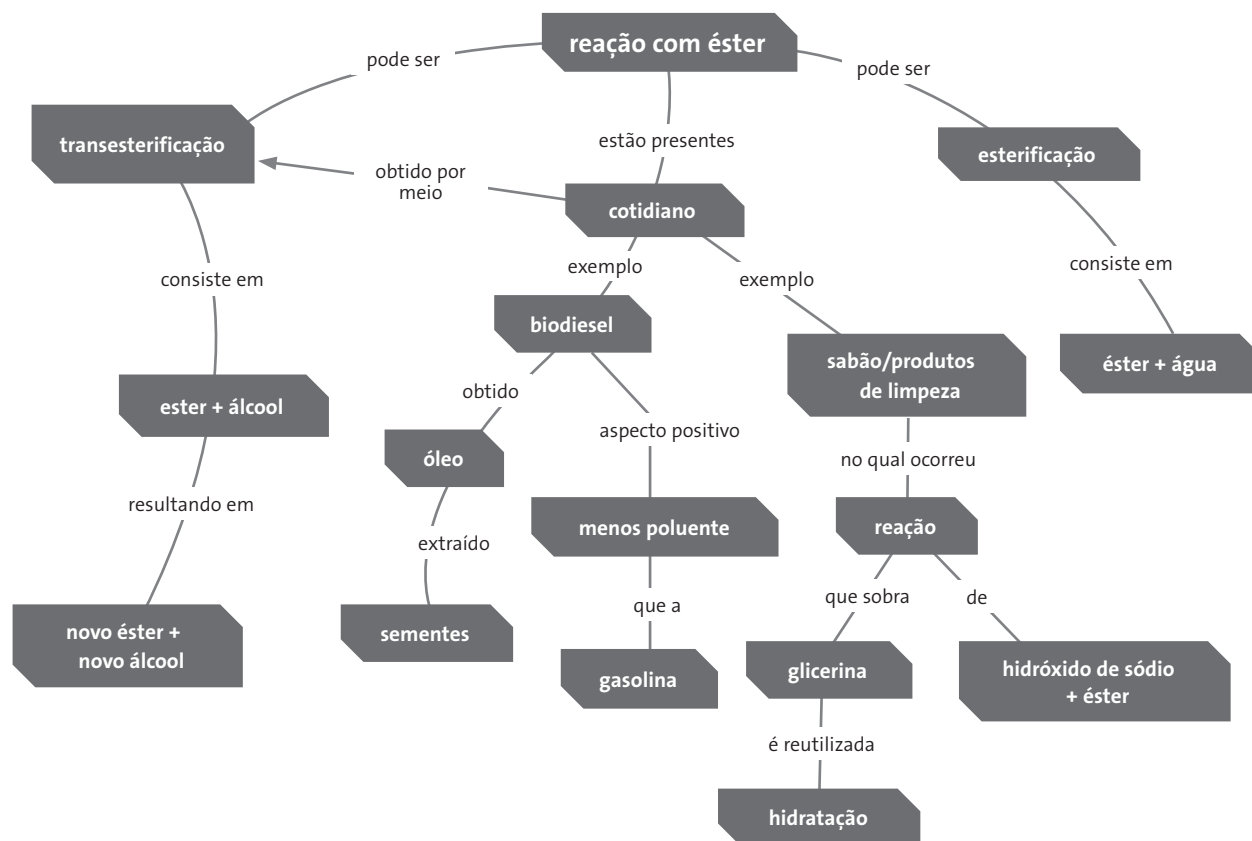 reação com éster
pode ser
pode ser
transesterificação
estão presentes
esterificação
obtido por
meio
cotidiano
consiste em
exemplo
exemplo
consiste em
biodiesel
sabão/produtos
de limpeza
éster + água
ester + álcool
obtido
aspecto positivo
óleo
no qual ocorreu
resultando em
menos poluente
reação
extraído
que sobra
de
que a
novo éster +
novo álcool
sementes
gasolina
glicerina
hidróxido de sódio
+ éster
é reutilizada
hidratação